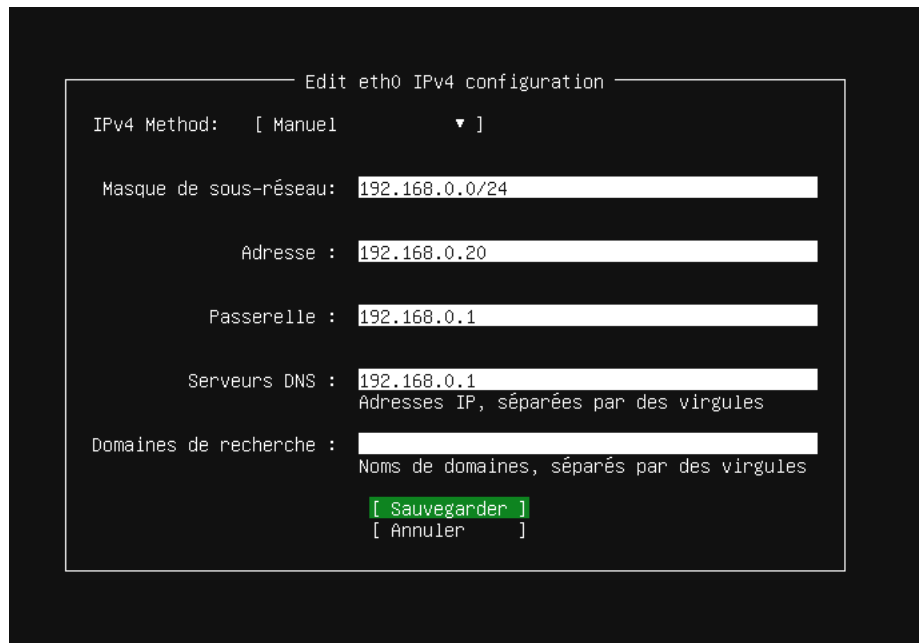 Edit eth0 IPv4 configuration
IPv4 Method: [ Manuel ▼ ]
Masque de sous-réseau: 192.168.0.0/24
Adresse : 192.168.0.20
Passerelle : 192.168.0.1
Serveurs DNS : 192.168.0.1
Adresses IP, séparées par des virgules
Domaines de recherche :
Noms de domaines, séparés par des virgules
[ Sauvegarder ]
[ Annuler ]